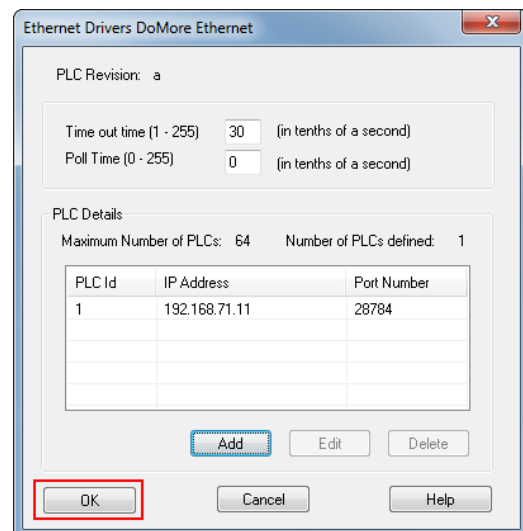 Ethernet Drivers DoMore Ethernet
PLC Revision: a
Time out time (1 - 255) 30 (in tenths of a second)
Poll Time (0 - 255) 0 (in tenths of a second)
PLC Details
Maximum Number of PLCs: 64 Number of PLCs defined: 1
PLC Id IP Address Port Number
1 192.168.71.11 28784
Add Edit Delete
OK Cancel Help